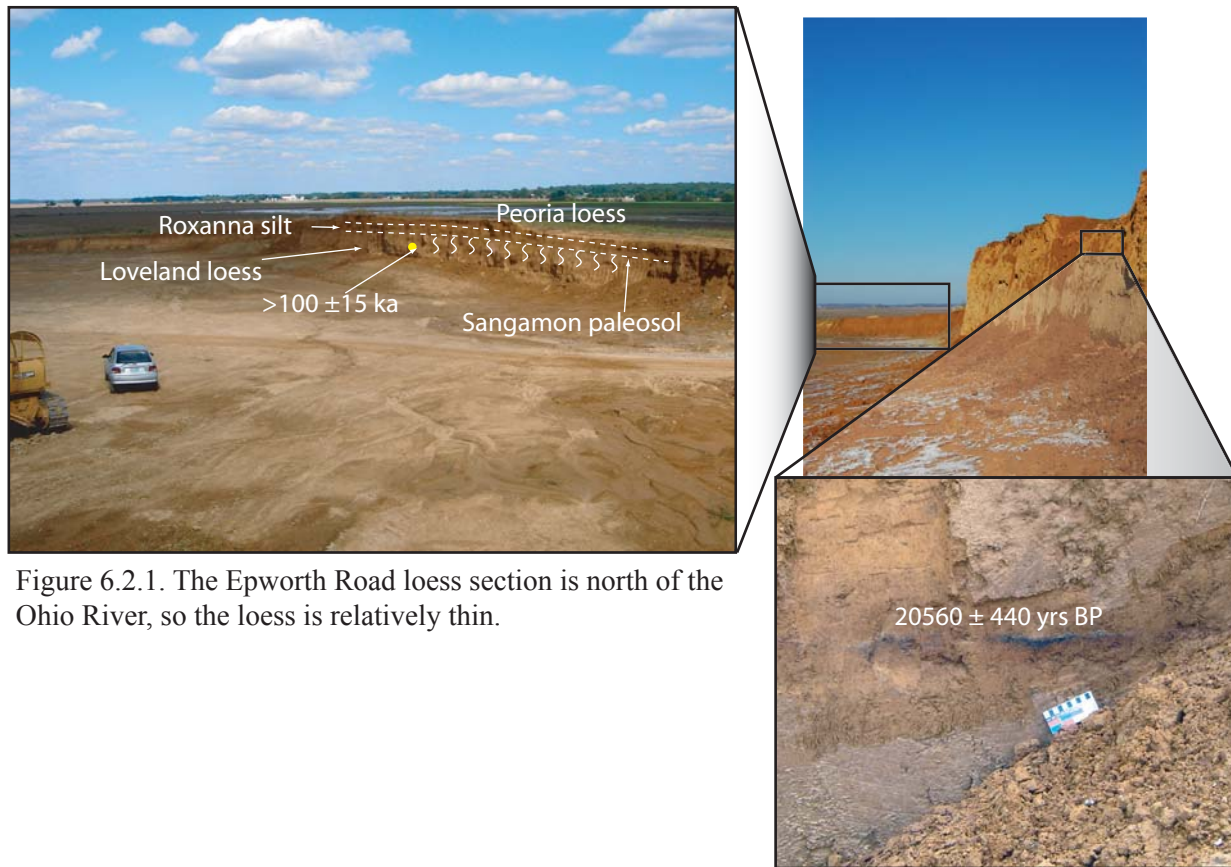 Peoria loess
Roxanna silt
Loveland loess
>100 ±15 ka
Sangamon paleosol
20560 ± 440 yrs BP
Figure 6.2.1. The Epworth Road loess section is north of the
Ohio River, so the loess is relatively thin.